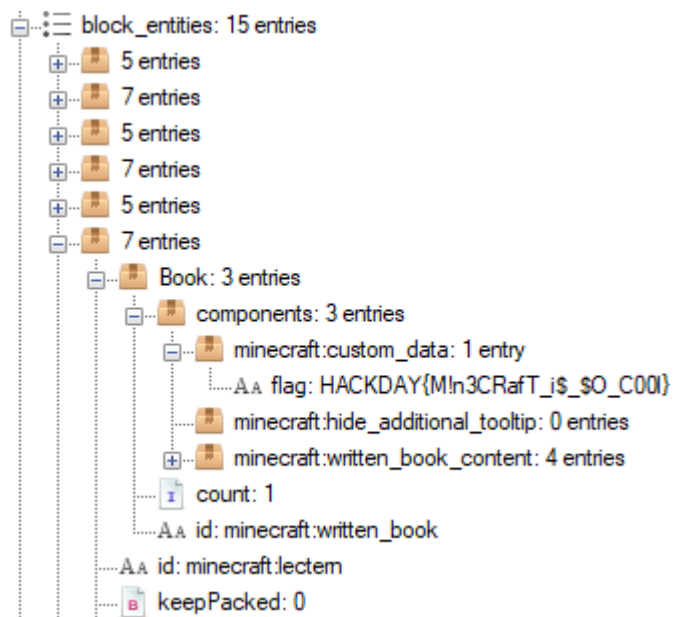 block_entities: 15 entries
5 entries
7 entries
5 entries
7 entries
5 entries
7 entries
Book: 3 entries
components: 3 entries
minecraft:custom_data: 1 entry
flag: HACKDAY{M!n3CRafT_i$_$O_C00l}
minecraft:hide_additional_tooltip: 0 entries
minecraft:written_book_content: 4 entries
count: 1
id: minecraft:written_book
id: minecraft:lectern
keepPacked: 0